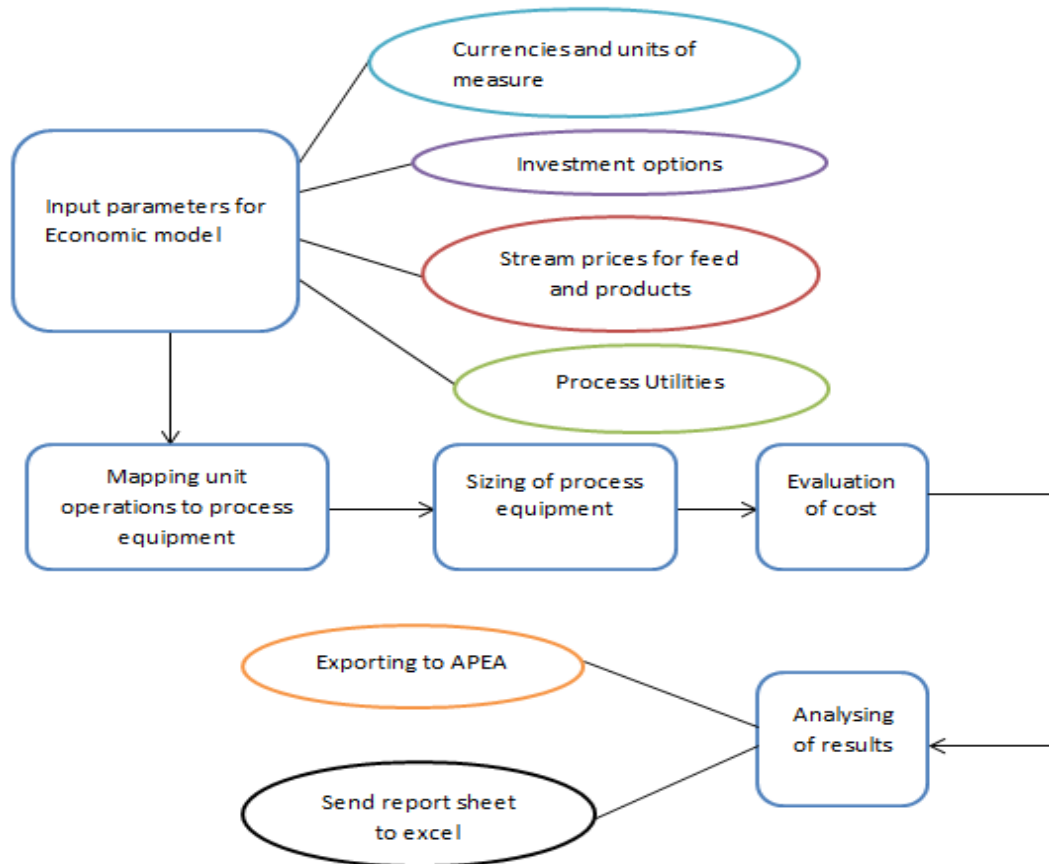 Currencies and units of
measure
Investment options
Input parameters for
Economic model
Stream prices for feed
and products
Process Utilities
Mapping unit
operations to process
equipment
Sizing of process
equipment
Evaluation
of cost
Exporting to APEA
Analysing
of results
Send report sheet
to excel